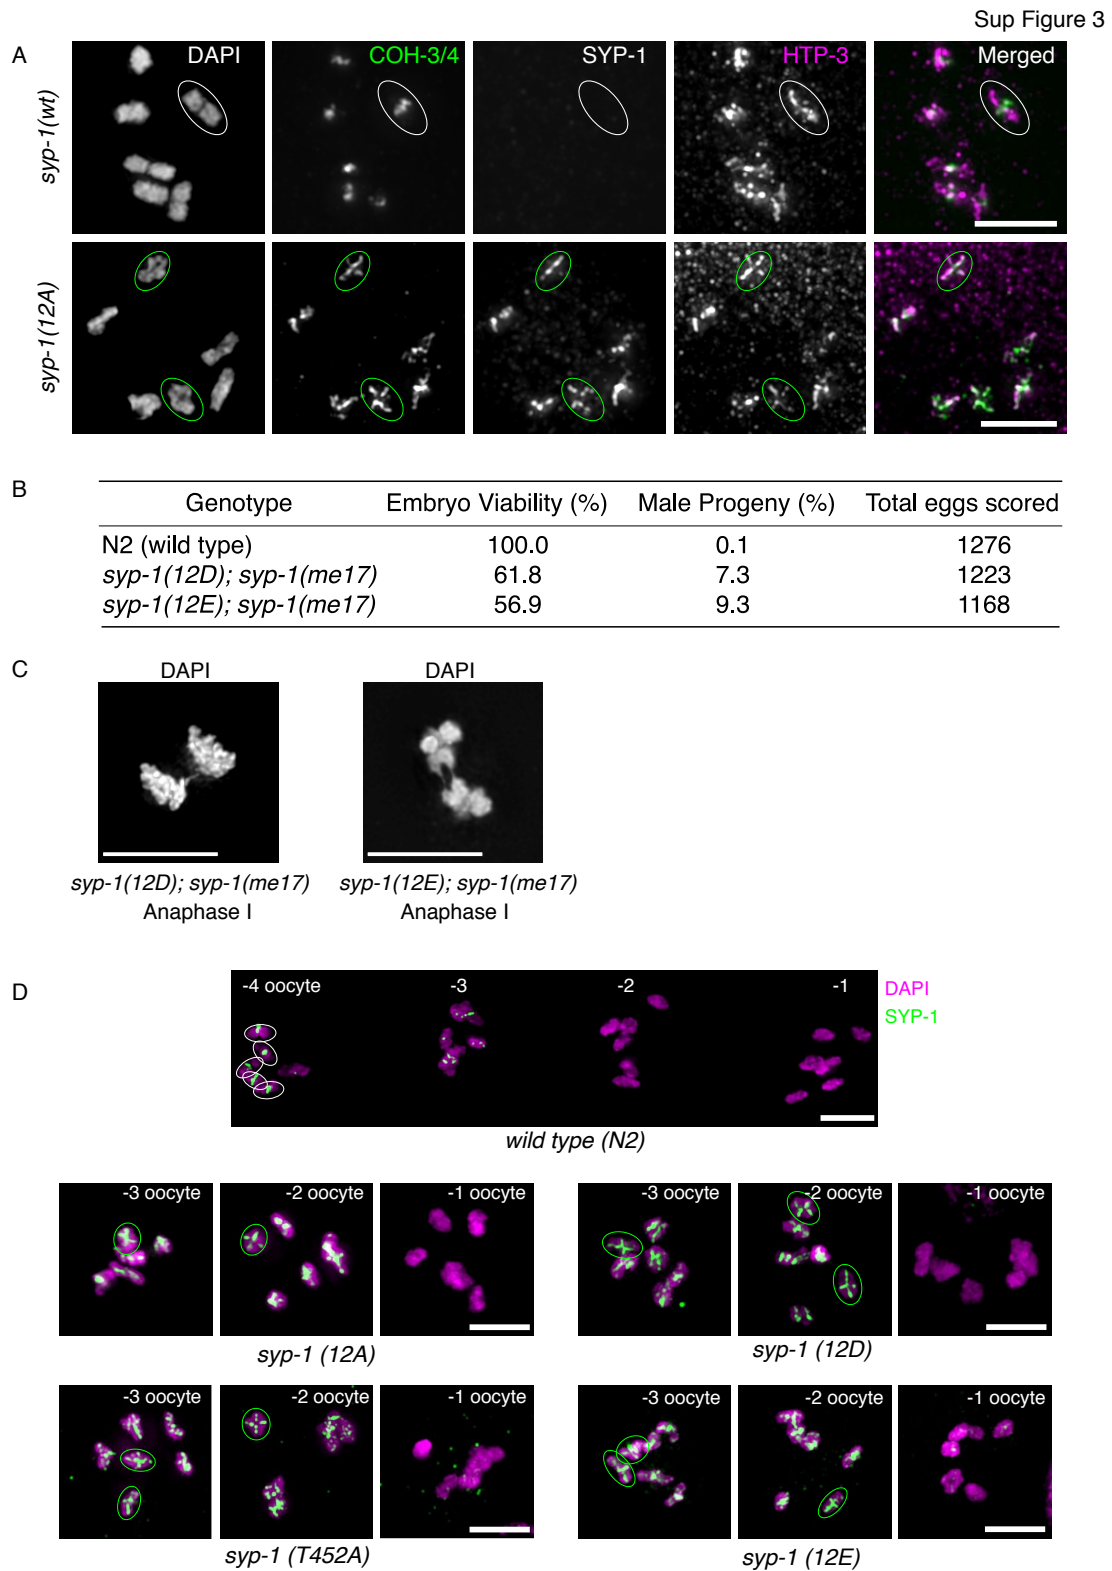 Sup Figure 3
A
DAPI COH-3/4 SYP-1 HTP-3 Merged
syp-1(wt)
syp-1(12A)
B
Genotype Embryo Viability (%) Male Progeny (%) Total eggs scored
N2 (wild type) 100.0 0.1 1276
syp-1(12D); syp-1(me17) 61.8 7.3 1223
syp-1(12E); syp-1(me17) 56.9 9.3 1168
C
DAPI DAPI
syp-1(12D); syp-1(me17) syp-1(12E); syp-1(me17)
Anaphase I Anaphase I
D
-4 oocyte -3 -2 -1
DAPI
SYP-1
wild type (N2)
-3 oocyte -2 oocyte -1 oocyte -3 oocyte -2 oocyte -1 oocyte
syp-1 (12A) syp-1 (12D)
-3 oocyte -2 oocyte -1 oocyte -3 oocyte -2 oocyte -1 oocyte
syp-1 (T452A) syp-1 (12E)